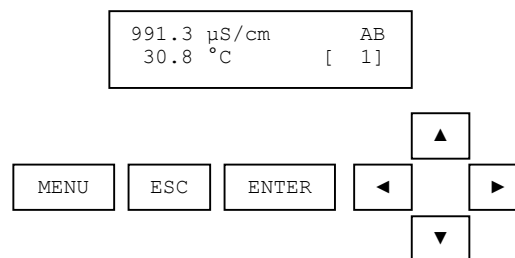 991.3 µS/cm AB
30.8 °C [ 1]
▲
MENU ESC ENTER ◄ ►
▼